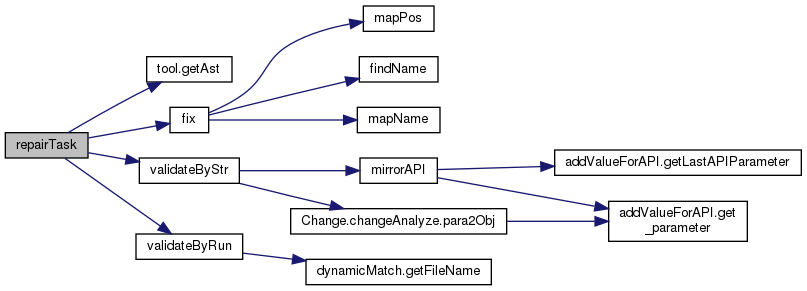 mapPos
tool.getAst
findName
fix
mapName
repairTask
validateByStr
mirrorAPI
addValueForAPI.getLastAPIParameter
Change.changeAnalyze.para2Obj
addValueForAPI.get
_parameter
validateByRun
dynamicMatch.getFileName